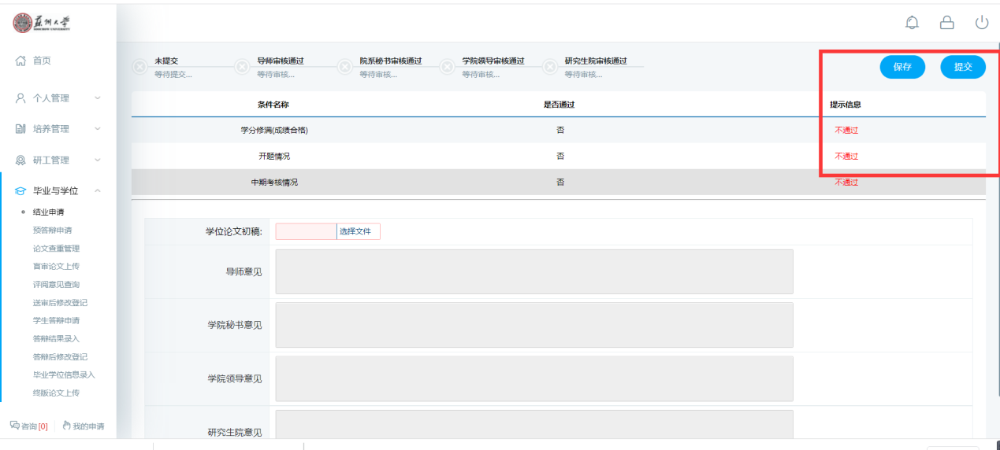 蘇州大學
SOOCHOW UNIVERSITY
首页
个人管理
培养管理
研工管理
毕业与学位
结业申请
预答辩申请
论文查重管理
盲审论文上传
评阅意见查询
送审后修改登记
学生答辩申请
答辩结果录入
答辩后修改登记
毕业学位信息录入
终版论文上传
咨询[0] 我的申请
未提交 导师审核通过 院系秘书审核通过 学院领导审核通过 研究生院审核通过
等待提交... 等待审核... 等待审核... 等待审核... 等待审核...
保存 提交
条件名称 是否通过 提示信息
学分修满(成绩合格) 否 不通过
开题情况 否 不通过
中期考核情况 否 不通过
学位论文初稿: 选择文件
导师意见
学院秘书意见
学院领导意见
研究生院意见